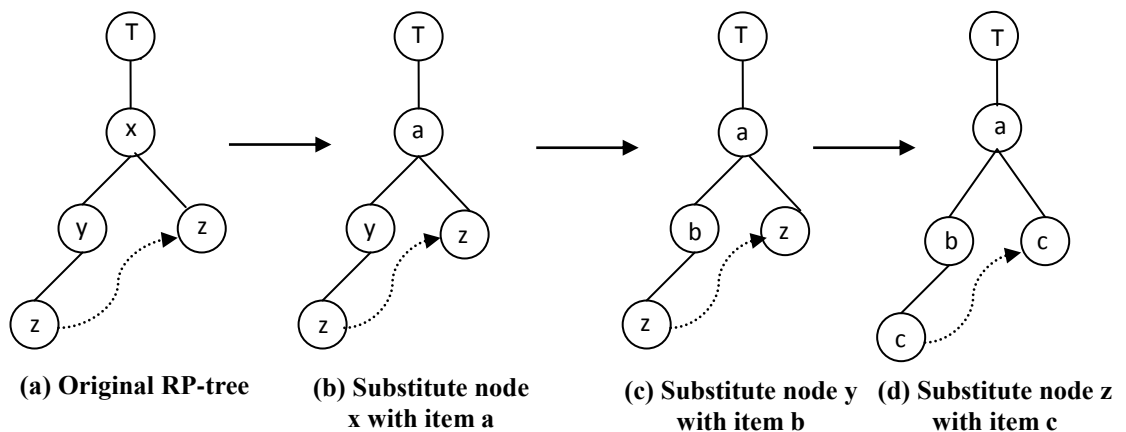 T
x
y
z
z
(a) Original RP-tree
T
a
y
z
z
(b) Substitute node
x with item a
T
a
b
z
z
(c) Substitute node y
with item b
T
a
b
c
c
(d) Substitute node z
with item c